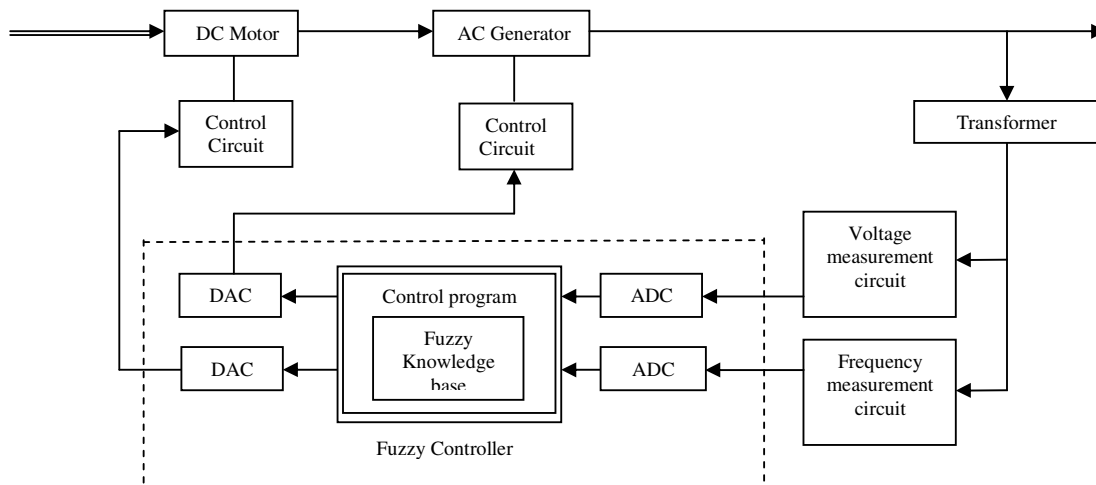 DC Motor
AC Generator
Control
Circuit
Control
Circuit
Transformer
Voltage
measurement
circuit
DAC
Control program
ADC
Fuzzy
Knowledge
base
DAC
ADC
Frequency
measurement
circuit
Fuzzy Controller